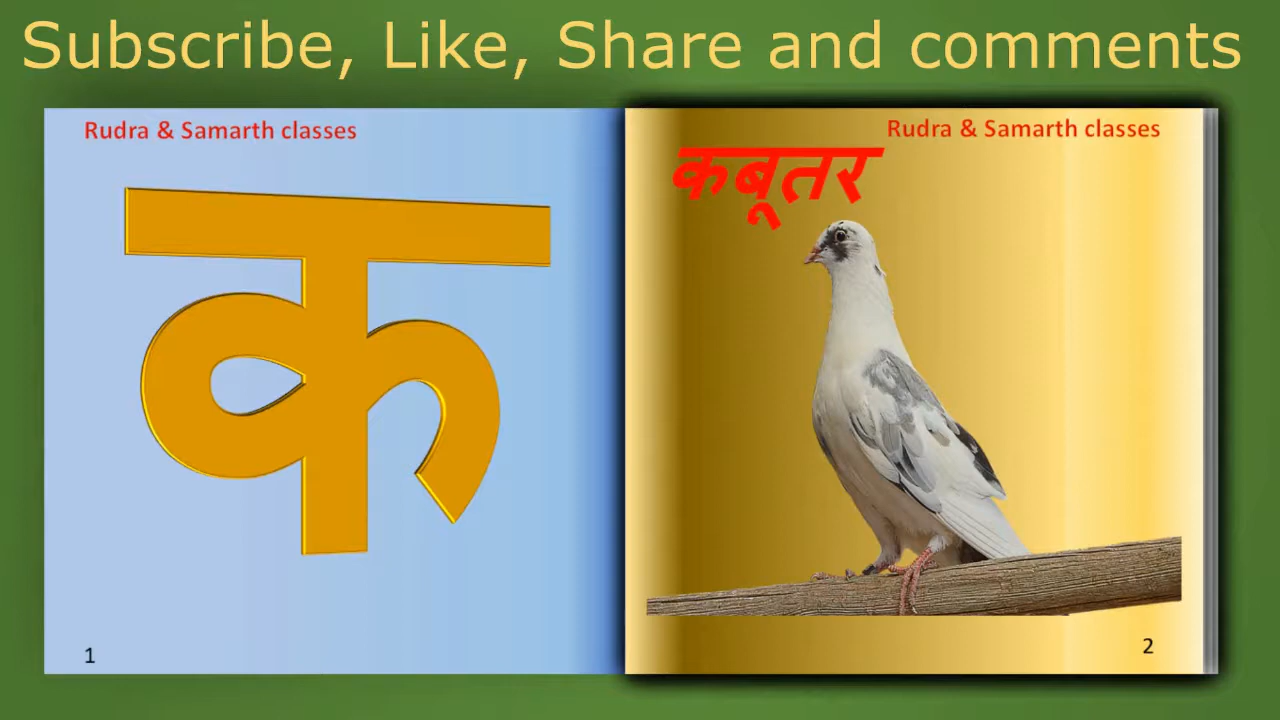 Subscribe, Like, Share and comments
Rudra & Samarth classes
क
1
Rudra & Samarth classes
कबूतर
2